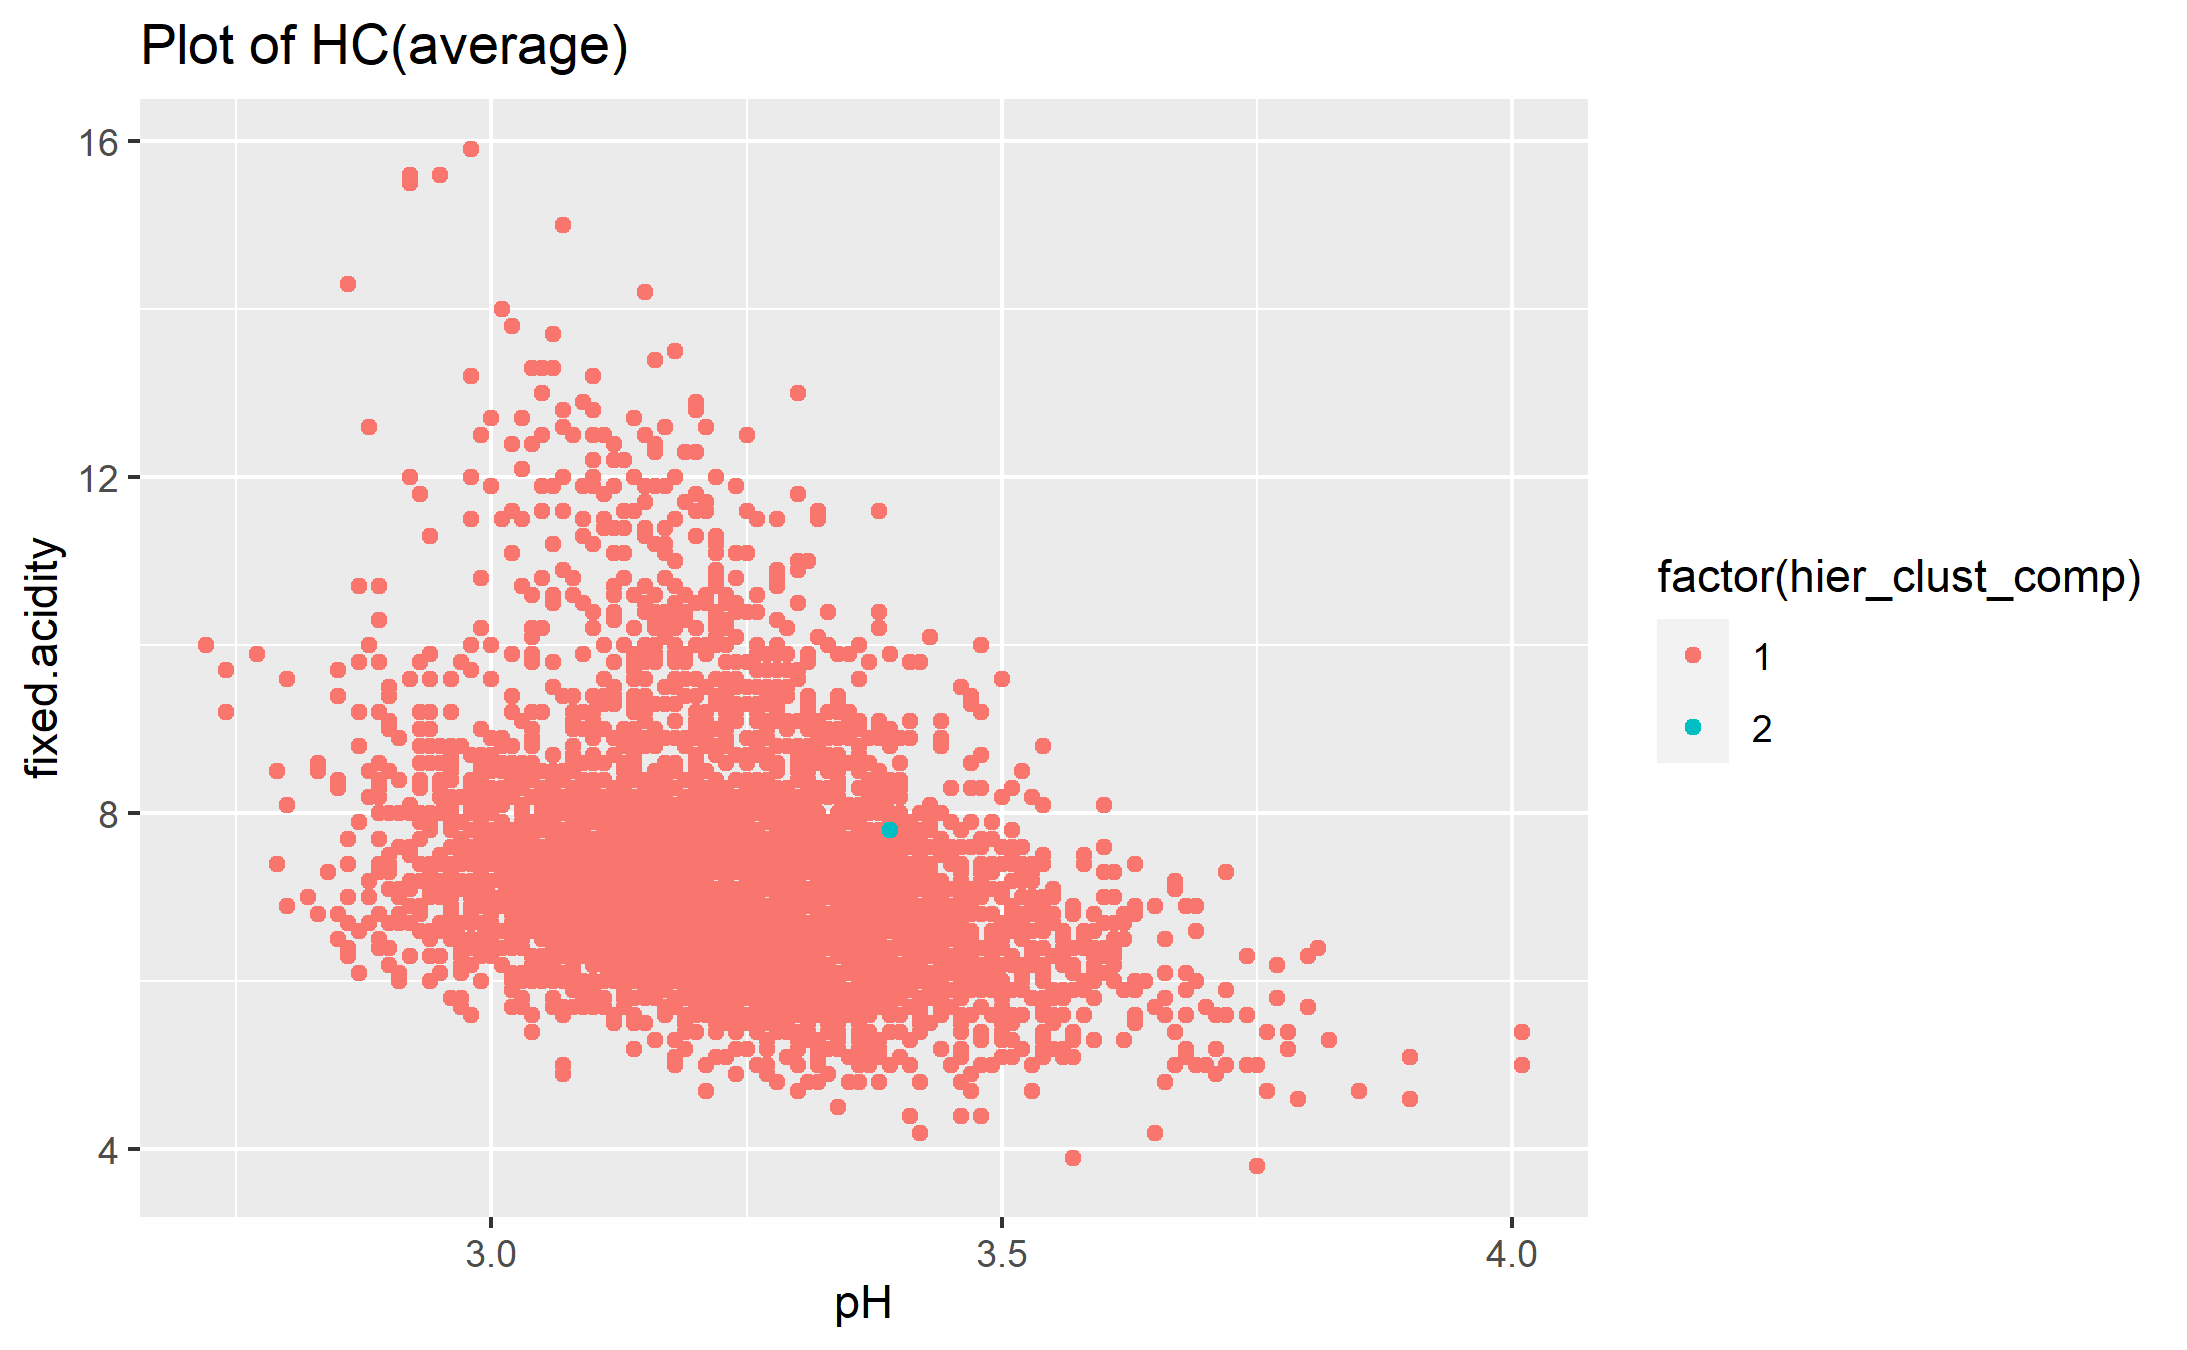 Plot of HC(average)
16
12
8
4
fixed.acidity
3.0 3.5 4.0
pH
factor(hier_clust_comp)
1
2